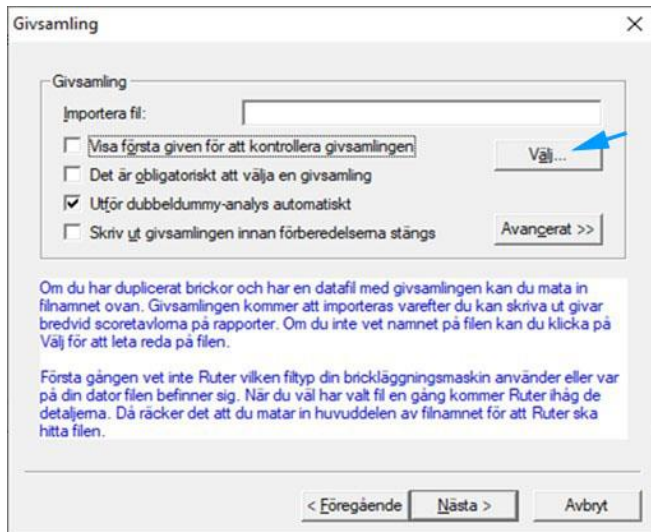 Givsamling
Givsamling
Importera fil:
Visa första given för att kontrollera givsamlingen
Välj...
Det är obligatoriskt att välja en givsamling
Utför dubbeldummy-analys automatiskt
Skriv ut givsamlingen innan förberedelserna stängs
Avancerat >>
Om du har duplicerat brickor och har en datafil med givsamlingen kan du mata in
filnamnet ovan. Givsamlingen kommer att importeras varefter du kan skriva ut givar
bredvid scoretavlorna på rapporter. Om du inte vet namnet på filen kan du klicka på
Välj för att leta reda på filen.
Första gången vet inte Ruter vilken filtyp din brickläggningsmaskin använder eller var
på din dator filen befinner sig. När du väl har valt fil en gång kommer Ruter ihåg de
detaljerna. Då räcker det att du matar in huvuddelen av filnamnet för att Ruter ska
hitta filen.
< Föregående
Nästa >
Avbryt